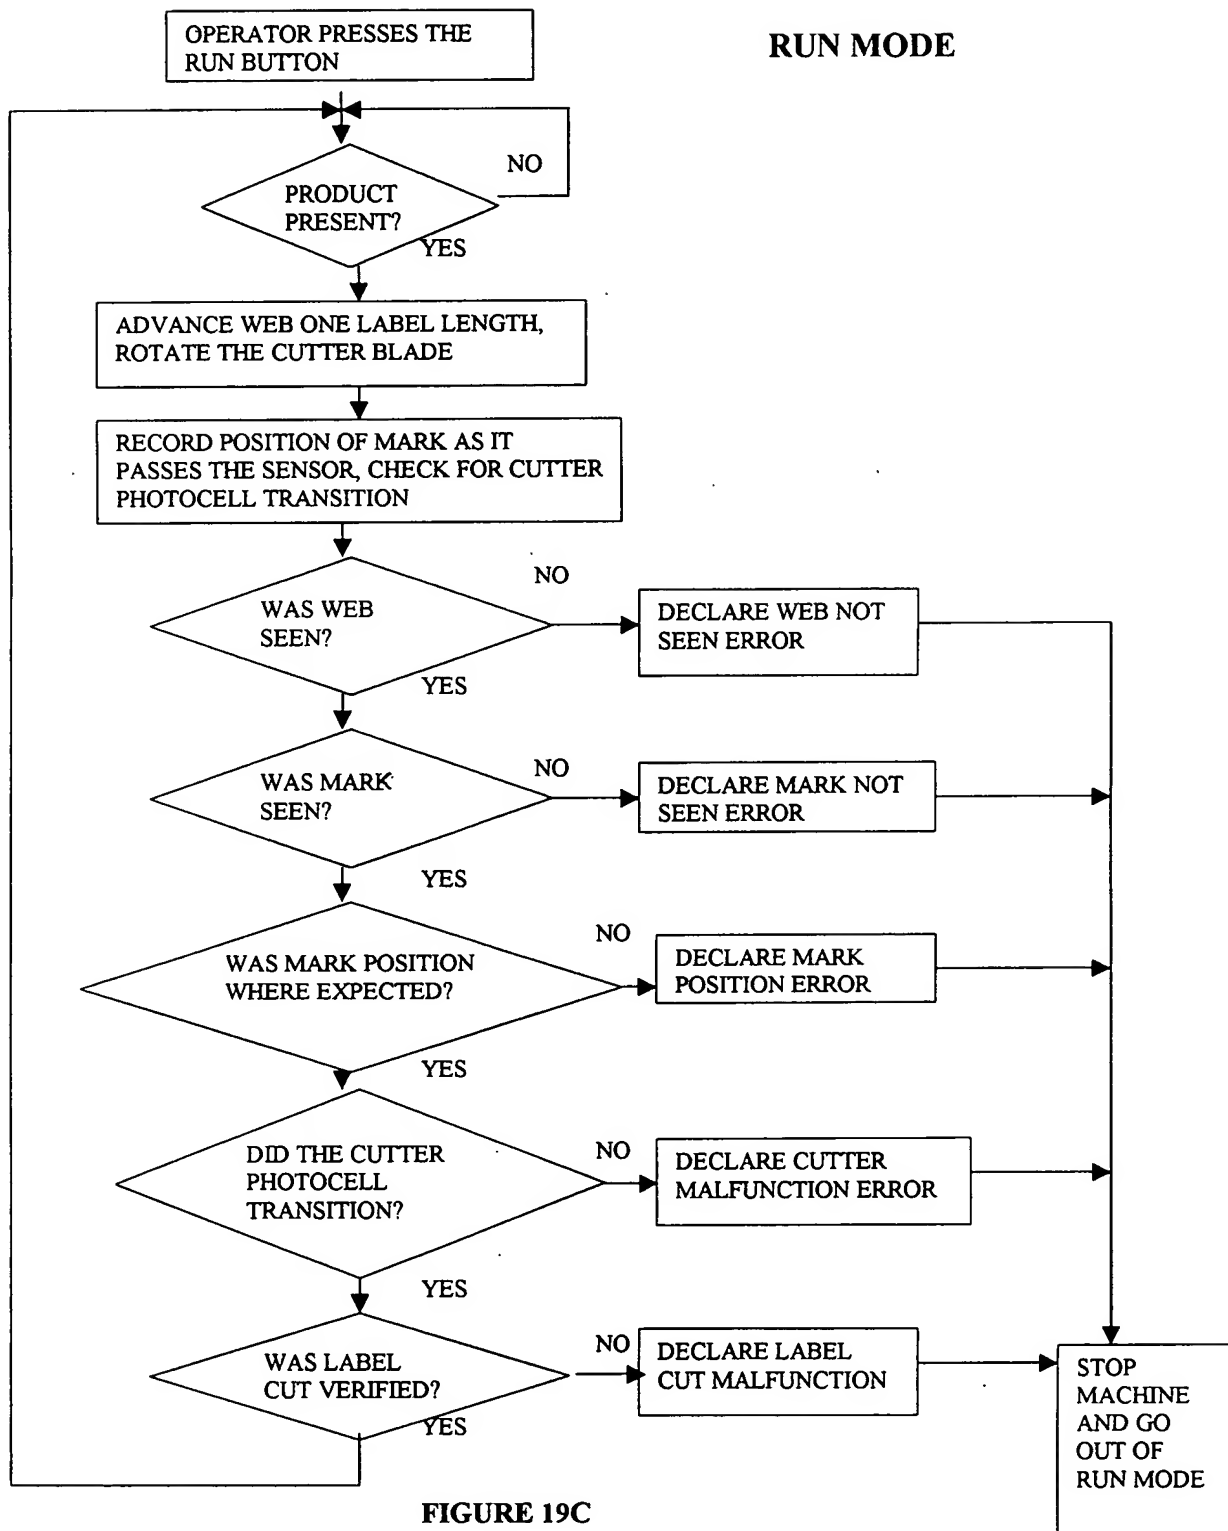 OPERATOR PRESSES THE
RUN BUTTON
RUN MODE
NO
PRODUCT
PRESENT?
YES
ADVANCE WEB ONE LABEL LENGTH,
ROTATE THE CUTTER BLADE
RECORD POSITION OF MARK AS IT
PASSES THE SENSOR, CHECK FOR CUTTER
PHOTOCELL TRANSITION
NO
WAS WEB
SEEN?
DECLARE WEB NOT
SEEN ERROR
YES
NO
WAS MARK
SEEN?
DECLARE MARK NOT
SEEN ERROR
YES
NO
WAS MARK POSITION
WHERE EXPECTED?
DECLARE MARK
POSITION ERROR
YES
NO
DID THE CUTTER
PHOTOCELL
TRANSITION?
DECLARE CUTTER
MALFUNCTION ERROR
YES
NO
WAS LABEL
CUT VERIFIED?
DECLARE LABEL
CUT MALFUNCTION
YES
STOP
MACHINE
AND GO
OUT OF
RUN MODE
FIGURE 19C